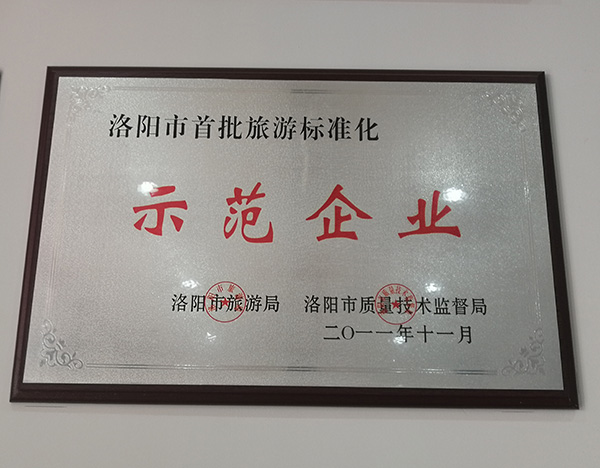 洛阳市首批旅游标准化
示范企业
洛阳市旅游局 洛阳市质量技术监督局
二〇一一年十一月